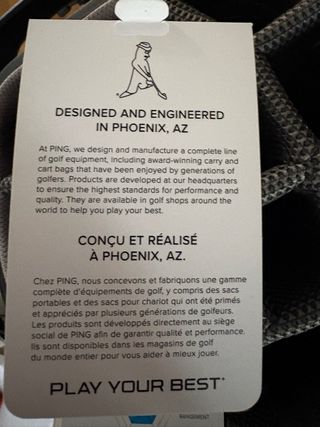 DESIGNED AND ENGINEERED
IN PHOENIX, AZ
At PING, we design and manufacture a complete
line of golf equipment, including award-winning carry and
cart bags that have been enjoyed by generations of
golfers. Products are developed at our headquarters
to ensure the highest standards for performance and
quality. They are available in golf shops around the
world to help you play your best.
CONÇU ET RÉALISÉ
À PHOENIX, AZ.
Chez PING, nous concevons et fabriquons une gamme
complète d'équipements de golf, y compris des sacs
portables et des sacs pour chariot qui ont été primés
et appréciés par plusieurs générations de golfeurs.
Les produits sont développés directement au siège
social de PING afin de garantir qualité et performance.
Ils sont disponibles dans les magasins de golf
du monde entier pour vous aider à mieux jouer.
PLAY YOUR BEST